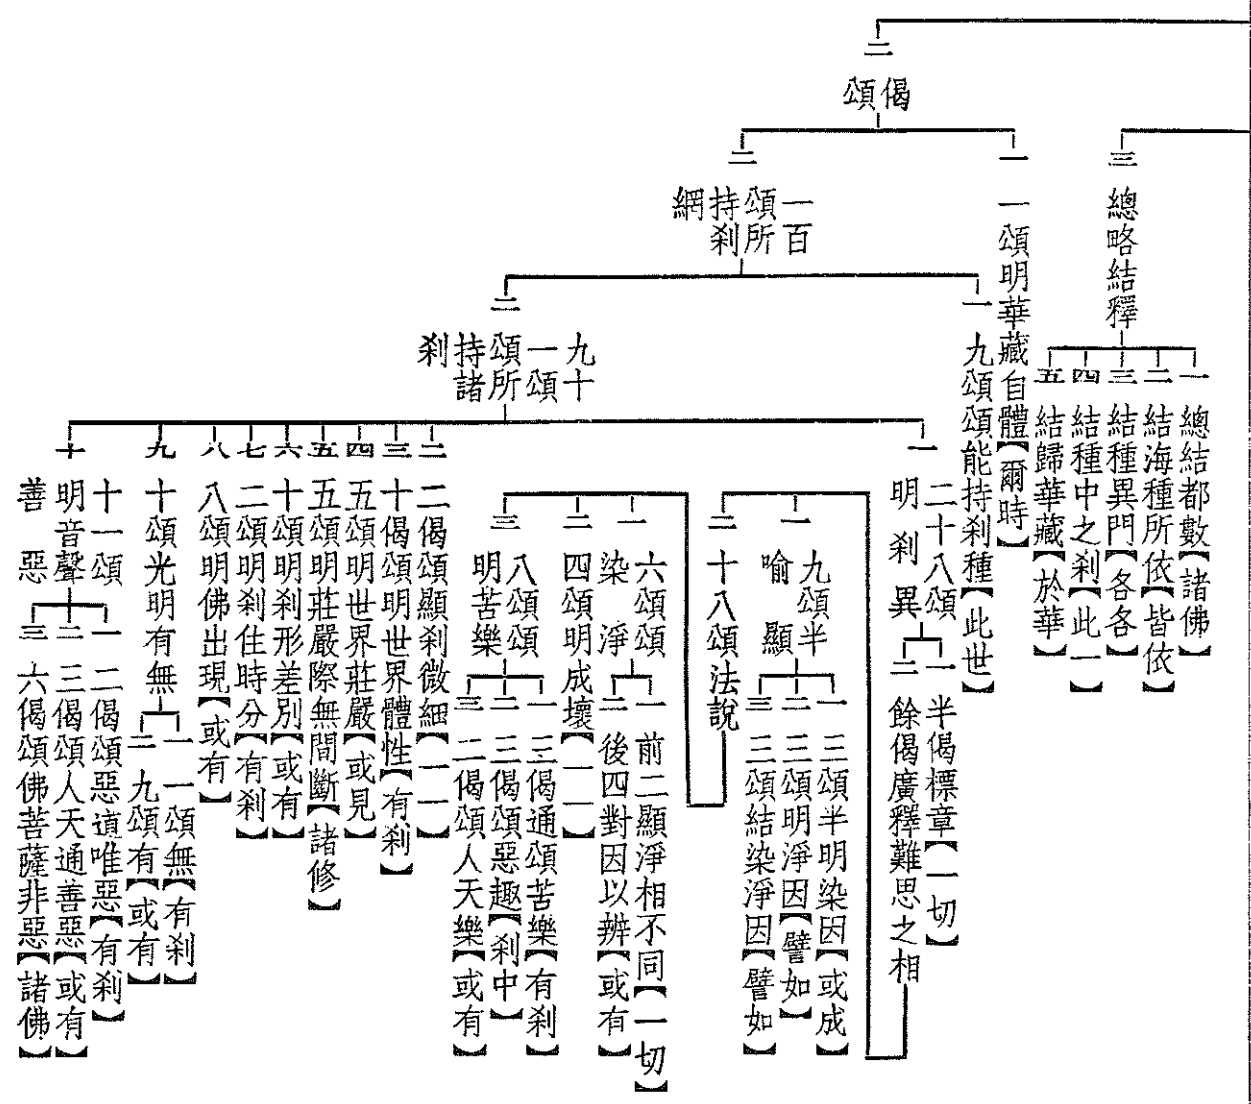 三 總略結釋
一 總結都數【諸佛】
二 結海種所依【皆依】
三 結種異門【各各】
四 結種中之剎【此一】
五 結歸華藏【於華】
二 偈頌
一 一頌明華藏自體【爾時】
二 一百頌所持剎網
一 九頌頌能持剎種【此世】
二 九十一頌頌所持諸剎
一 二十八頌明剎異
一 半偈標章【一切】
二 餘偈廣釋難思之相
一 九頌半喻顯
一 三頌半明染因【或成】
二 三頌明淨因【譬如】
三 三頌結染淨因【譬如】
二 十八頌法說
一 六頌頌染淨
一 前二顯淨相不同【一切】
二 後四對因以辨【或有】
二 四頌明成壞【一一】
三 八頌頌明苦樂
一 三偈通頌苦樂【有剎】
二 三偈頌惡趣【剎中】
三 二偈頌人天樂【或有】
二 二偈頌顯剎微細【一一】
三 十偈頌明世界體性【有剎】
四 五頌明世界莊嚴【或見】
五 五頌明莊嚴際無間斷【諸修】
六 十頌明剎形差別【或有】
七 二頌明剎住時分【有剎】
八 八頌明佛出現【或有】
九 十頌光明有無
一 一頌無【有剎】
二 九頌有【或有】
十 十一頌明音聲善惡
一 二偈頌惡道唯惡【有剎】
二 三偈頌人天通善惡【或有】
三 六偈頌佛菩薩非惡【諸佛】